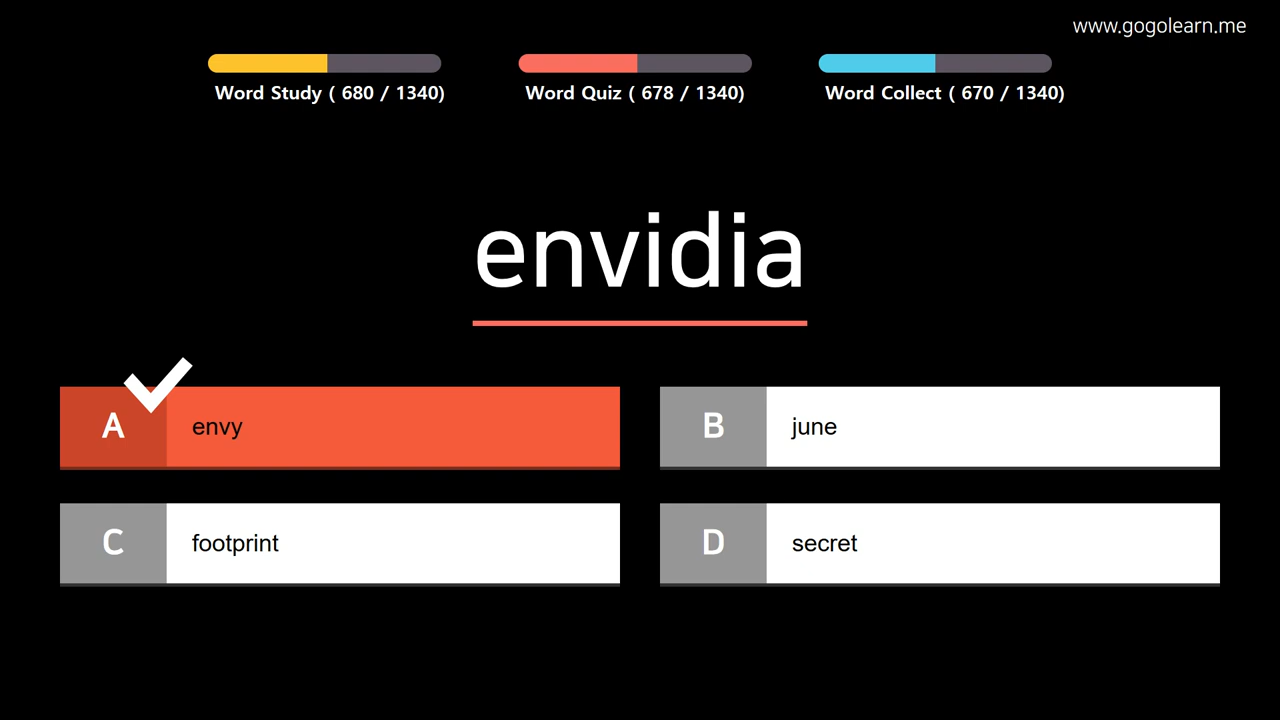 www.gogolearn.me
Word Study ( 680 / 1340)
Word Quiz ( 678 / 1340)
Word Collect ( 670 / 1340)
envidia
A envy
B june
C footprint
D secret